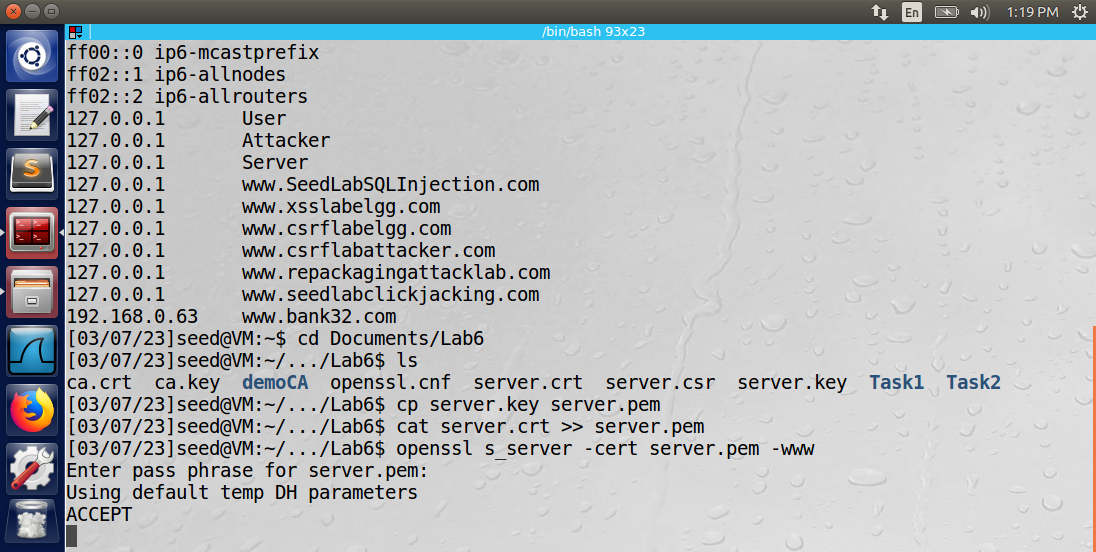 En 1:19 PM
/bin/bash 93x23
ff00::0 ip6-mcastprefix
ff02::1 ip6-allnodes
ff02::2 ip6-allrouters
127.0.0.1       User
127.0.0.1       Attacker
127.0.0.1       Server
127.0.0.1       www.SeedLabSQLInjection.com
127.0.0.1       www.xsslabelgg.com
127.0.0.1       www.csrflabelgg.com
127.0.0.1       www.csrflabattacker.com
127.0.0.1       www.repackagingattacklab.com
127.0.0.1       www.seedlabclickjacking.com
192.168.0.63    www.bank32.com
[03/07/23]seed@VM:~$ cd Documents/Lab6
[03/07/23]seed@VM:~/.../Lab6$ ls
ca.crt  ca.key  demoCA  openssl.cnf  server.crt  server.csr  server.key  Task1  Task2
[03/07/23]seed@VM:~/.../Lab6$ cp server.key server.pem
[03/07/23]seed@VM:~/.../Lab6$ cat server.crt >> server.pem
[03/07/23]seed@VM:~/.../Lab6$ openssl s_server -cert server.pem -www
Enter pass phrase for server.pem:
Using default temp DH parameters
ACCEPT